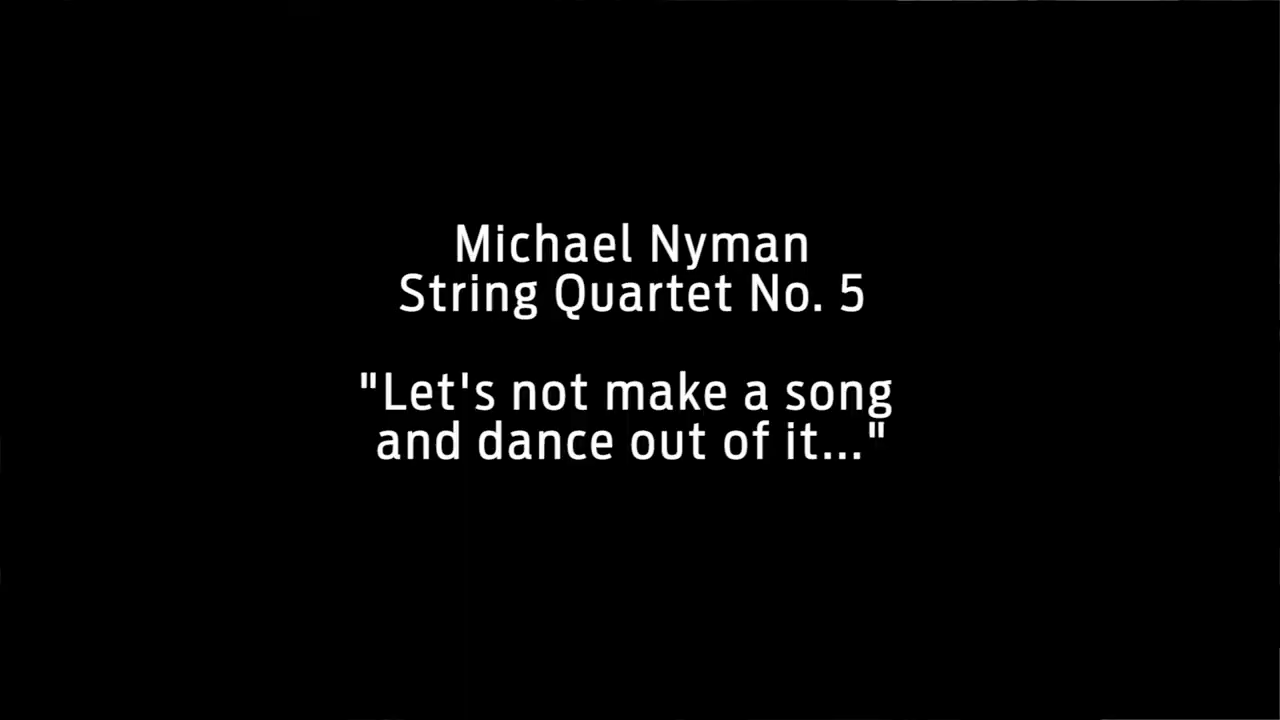 Michael Nyman
String Quartet No. 5
"Let's not make a song
and dance out of it..."